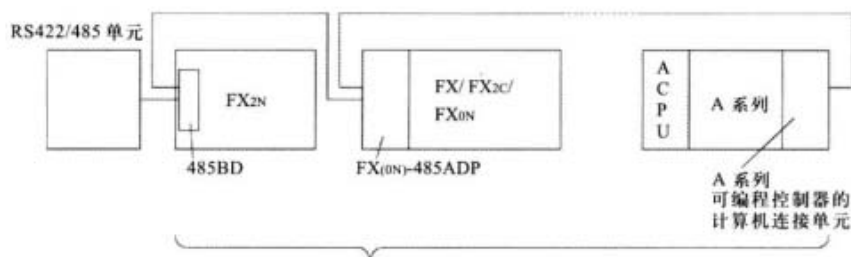 RS422/485 单元
FX2N
485BD
FX/ FX2C/
FX0N
FX(0N)-485ADP
A
C
P
U
A 系列
A 系列
可编程控制器的
计算机连接单元